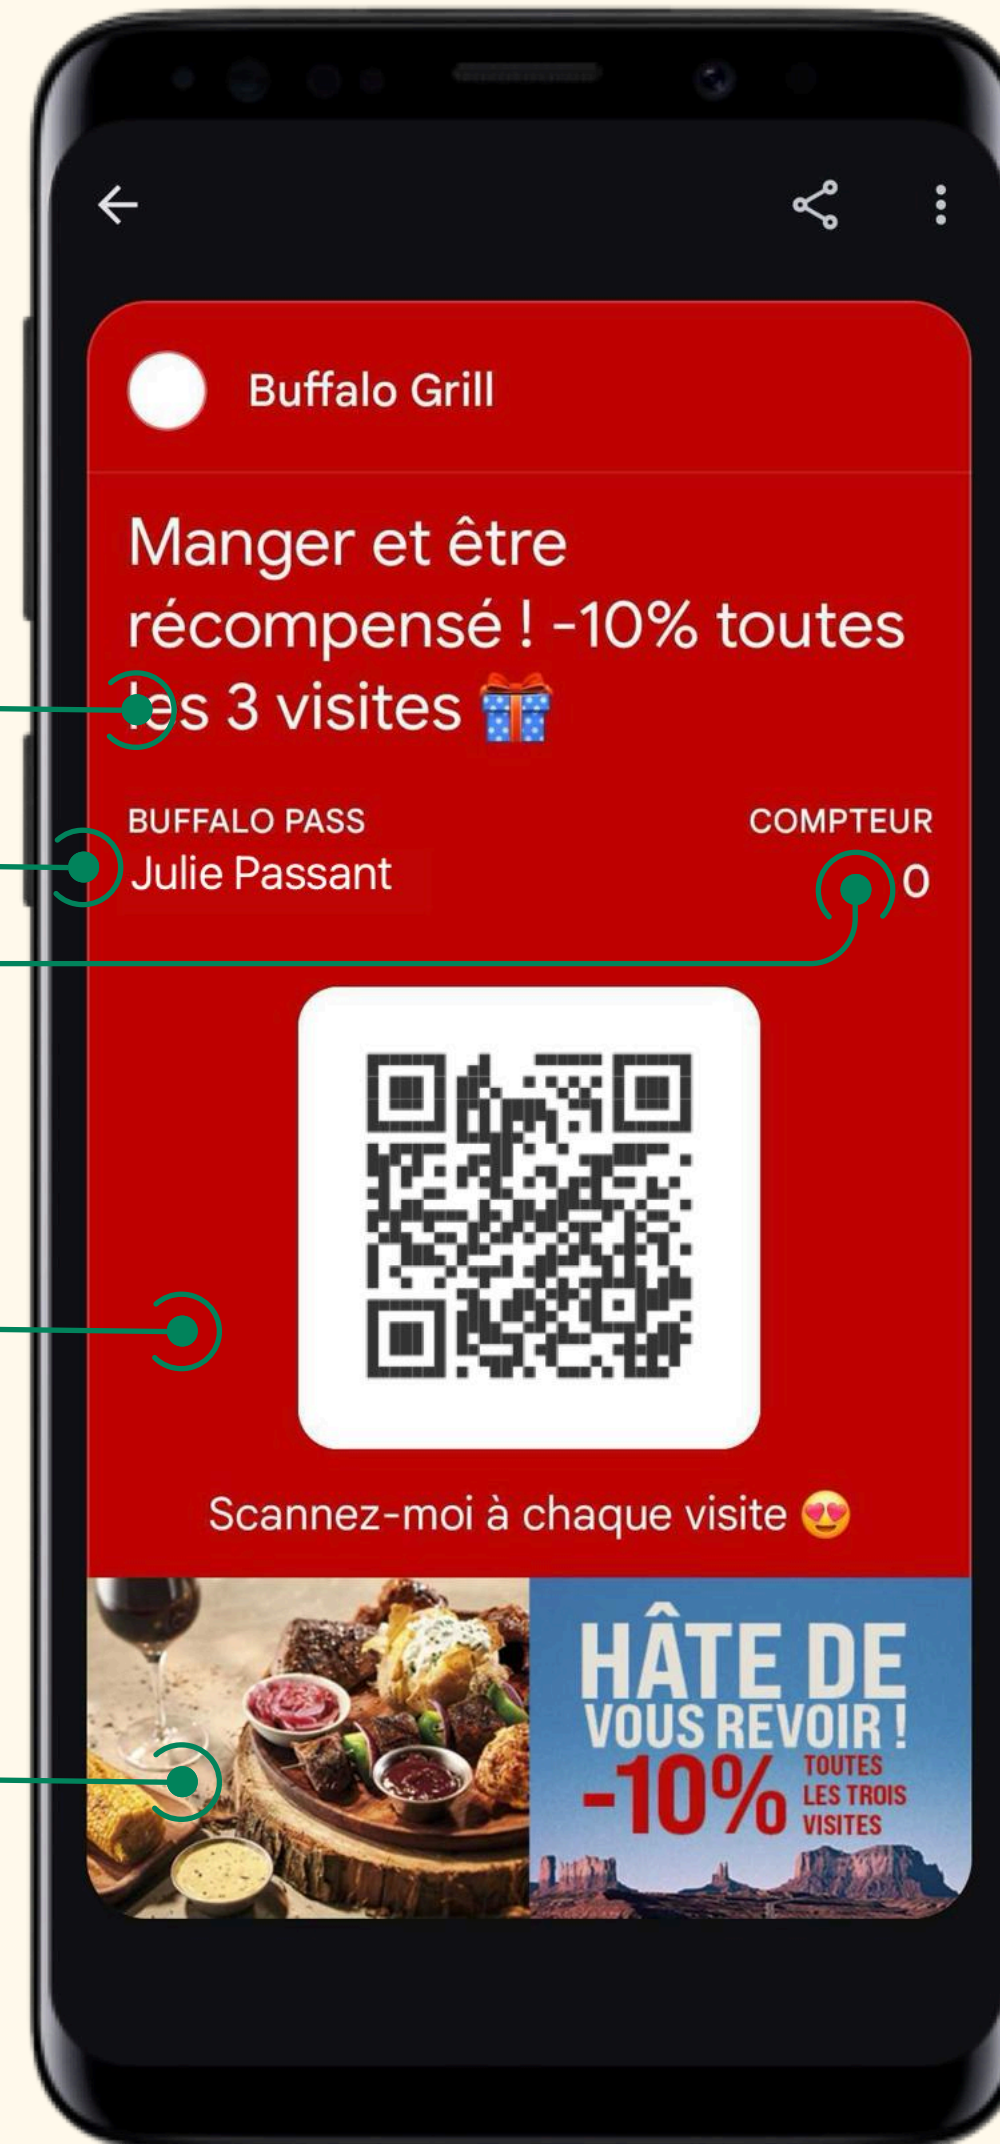 Buffalo Grill
Manger et être
récompensé ! -10% toutes
les 3 visites 🎁
BUFFALO PASS
COMPTEUR
Julie Passant
0
Scannez-moi à chaque visite 😍
HÂTE DE
VOUS REVOIR !
-10%
TOUTES
LES TROIS
VISITES